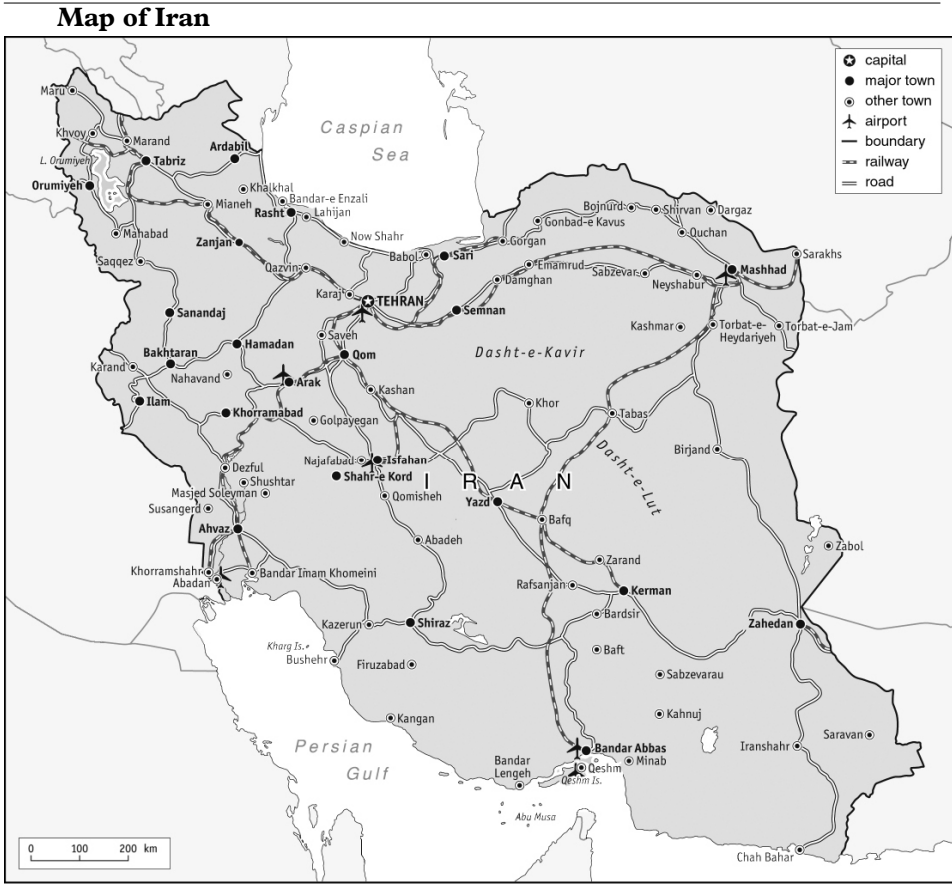 Map of Iran
capital
major town
other town
airport
boundary
railway
road
Caspian
Sea
Maru
Khvoy
Marand
L. Orumiyeh
Tabriz
Ardabil
Orumiyeh
Khalkhal
Bandar-e Enzali
Mianeh
Rasht
Lahijan
Mahabad
Zanjan
Now Shahr
Saqqez
Qazvin
Babol
Sari
Gorgan
Gonbad-e Kavus
Bojnurd
Shirvan
Dargaz
Quchan
Sarakhs
Emamrud
Damghan
Sabzevar
Neyshabur
Mashhad
Karaj
TEHRAN
Semnan
Sanandaj
Saveh
Kashmar
Torbat-e-
Heydariyeh
Torbat-e-Jam
Hamadan
Bakhtaran
Qom
Dasht-e-Kavir
Karand
Nahavand
Arak
Kashan
Ilam
Khorramabad
Golpayegan
Khor
Tabas
Birjand
Dasht-e-Lut
Dezful
Najafabad
Isfahan
Shushtar
Shahr-e Kord
I R A N
Masjed Soleyman
Qomisheh
Yazd
Susangerd
Bafq
Ahvaz
Abadeh
Zabol
Zarand
Khorramshahr
Abadan
Bandar Imam Khomeini
Rafsanjan
Kerman
Bardsir
Kazerun
Shiraz
Zahedan
Kharg Is.
Bushehr
Firuzabad
Baft
Sabzevarau
Kangan
Kahnuj
Persian
Gulf
Bandar Abbas
Iranshahr
Saravan
Bandar
Lengeh
Qeshm
Minab
Qeshm Is.
Abu Musa
0 100 200 km
Chah Bahar